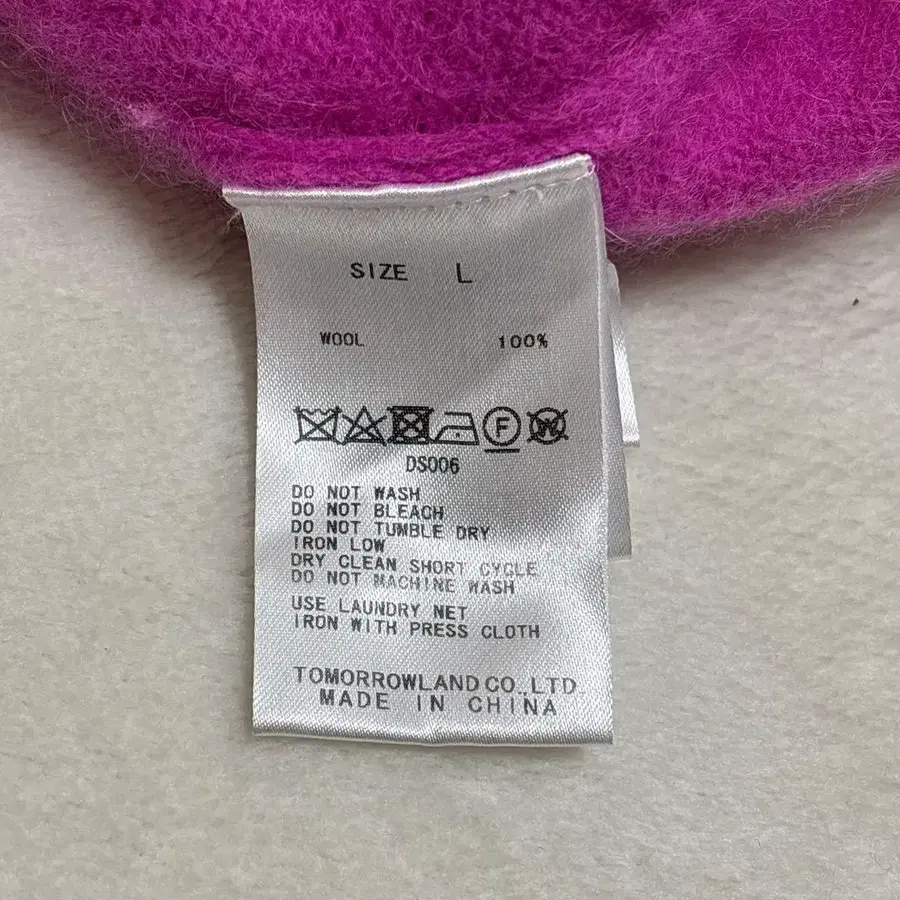 SIZE L
WOOL 100%
F W
DS006
DO NOT WASH
DO NOT BLEACH
DO NOT TUMBLE DRY
IRON LOW
DRY CLEAN SHORT CYCLE
DO NOT MACHINE WASH
USE LAUNDRY NET
IRON WITH PRESS CLOTH
TOMORROWLAND CO.,LTD
MADE IN CHINA